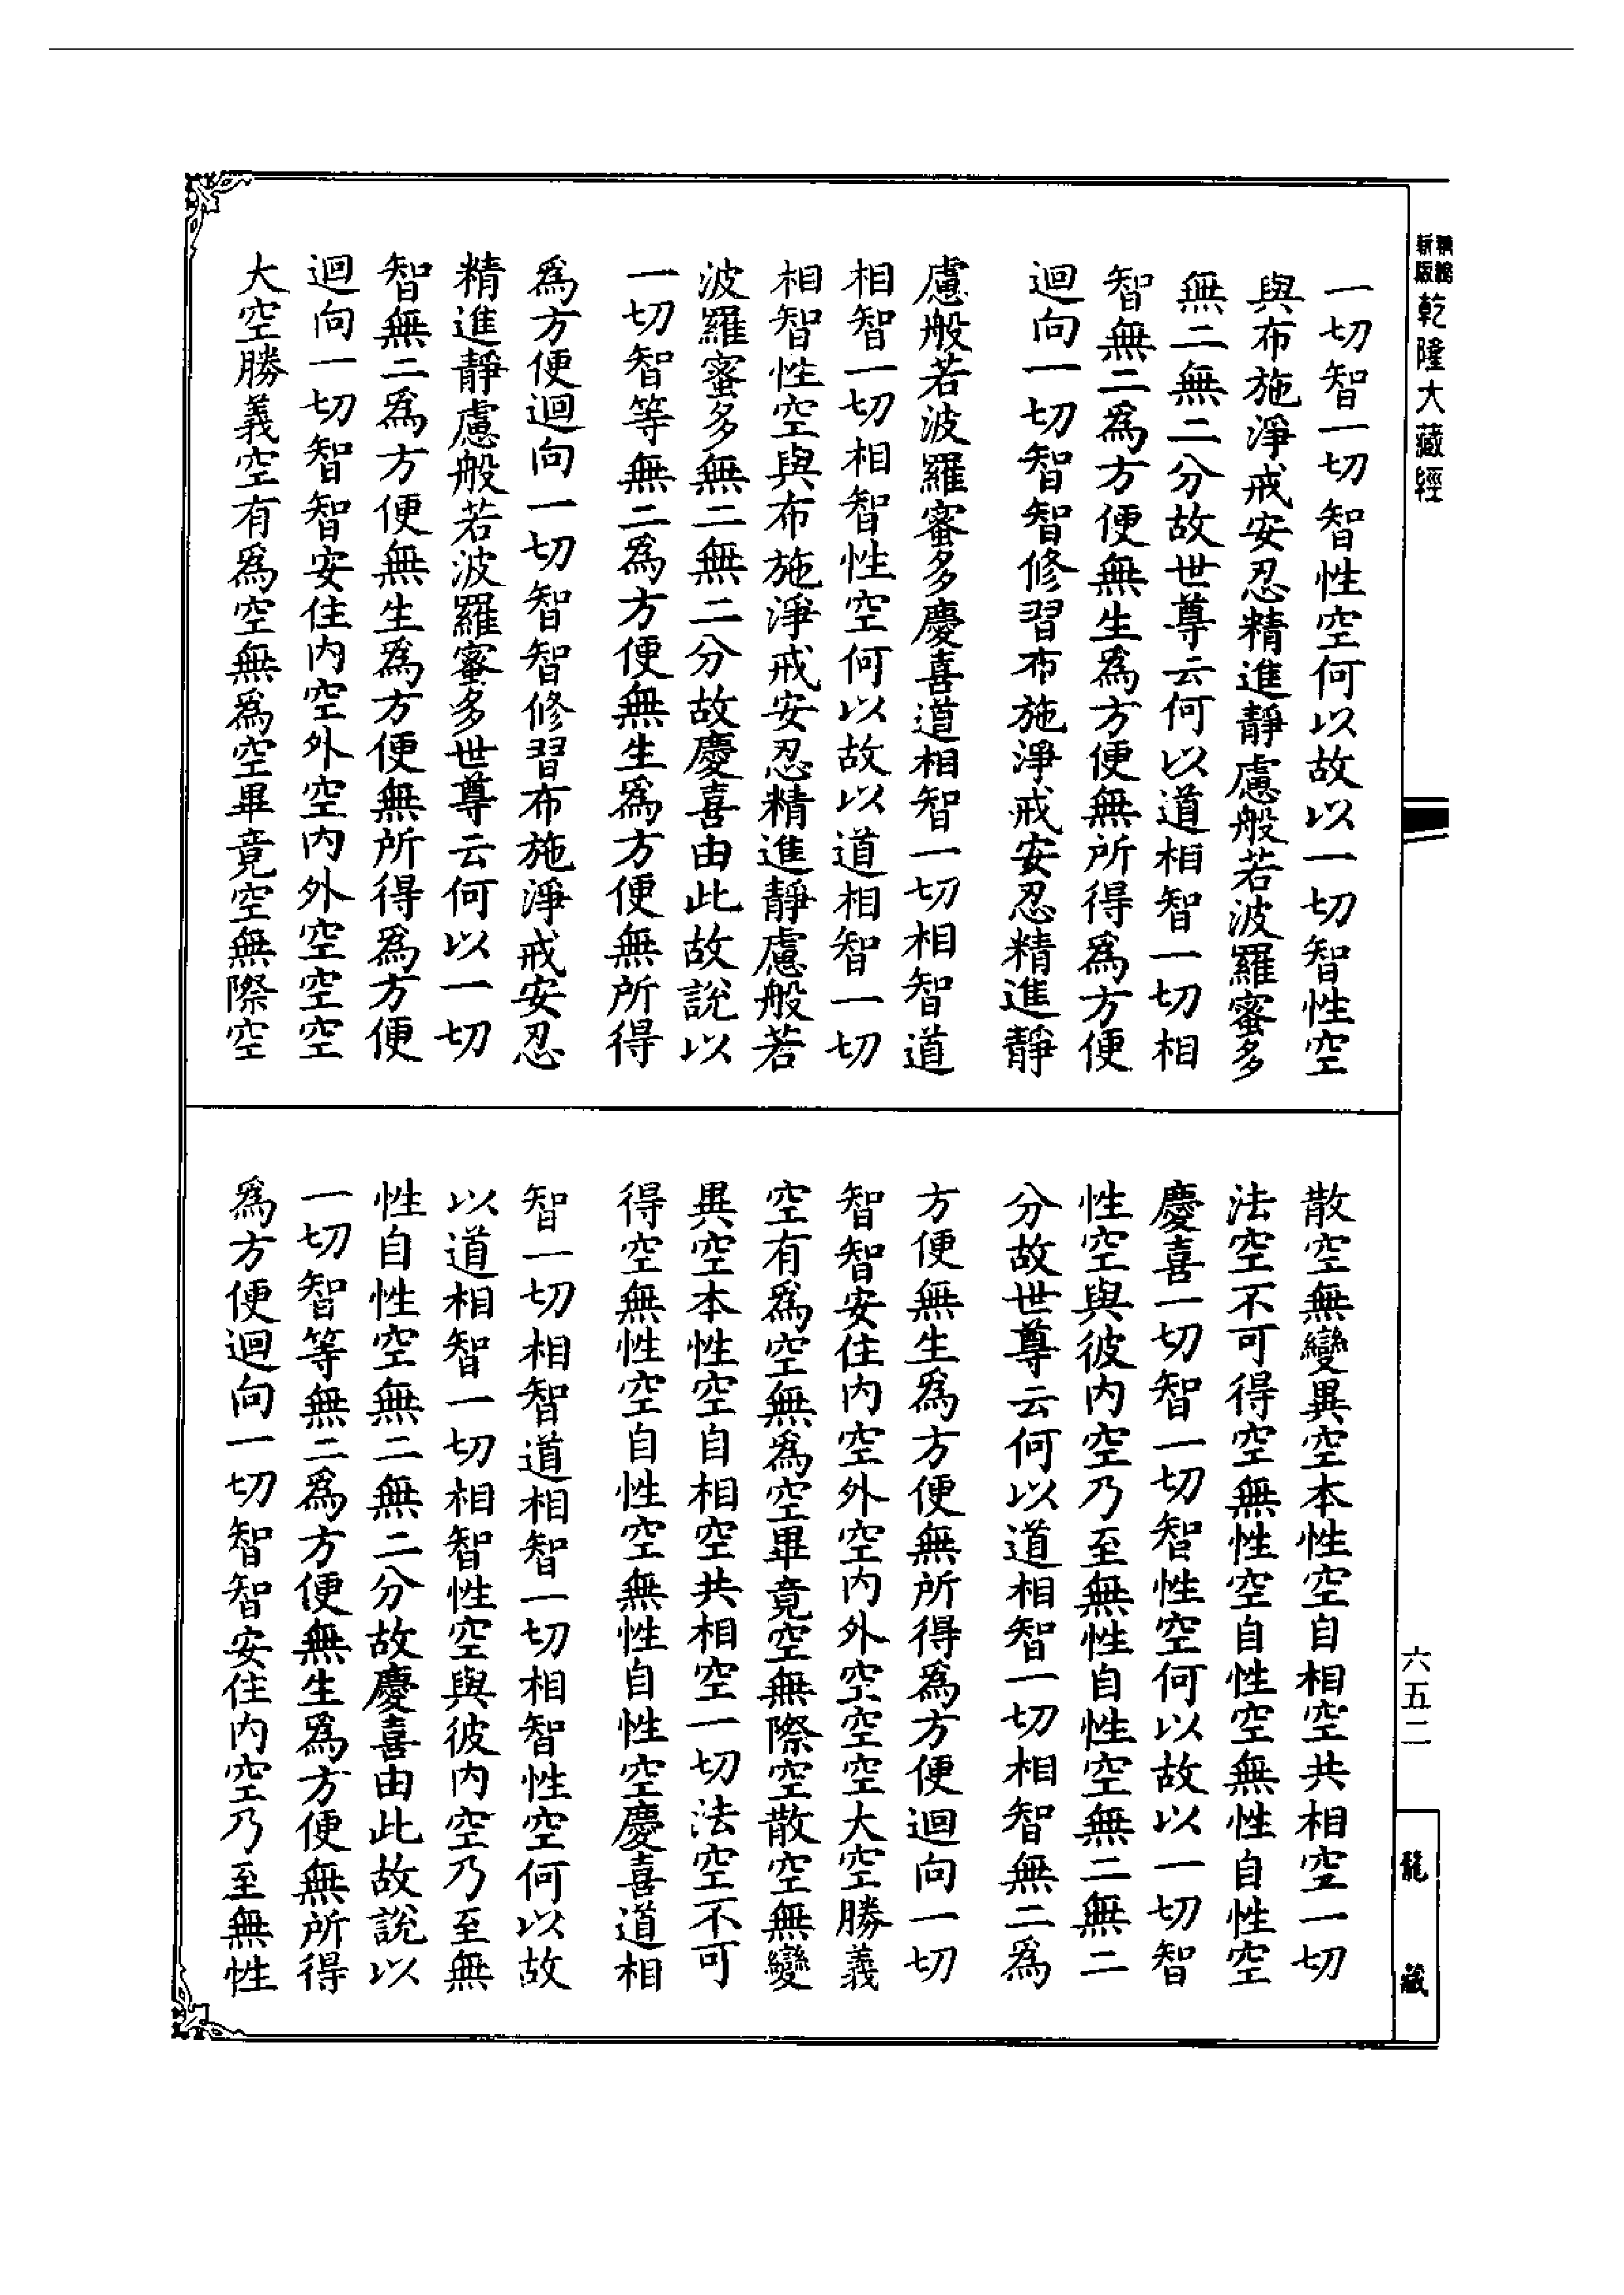 乾隆大藏經
一切智一切智性空何以故以一切智性空
與布施淨戒安忍精進靜慮般若波羅蜜多
無二無二分故世尊云何以道相智一切相
智無二為方便無生為方便無所得為方便
迴向一切智智修習布施淨戒安忍精進靜
慮般若波羅蜜多慶喜道相智一切相智道
相智一切相智性空何以故以道相智一切
相智性空與布施淨戒安忍精進靜慮般若
波羅蜜多無二無二分故慶喜由此故說以
一切智等無二為方便無生為方便無所得
為方便迴向一切智智修習布施淨戒安忍
精進靜慮般若波羅蜜多世尊云何以一切
智無二為方便無生為方便無所得為方便
迴向一切智智安住內空外空內外空空空
大空勝義空有為空無為空畢竟空無際空
散空無變異空本性空自相空共相空一切
法空不可得空無性空自性空無性自性空
慶喜一切智一切智性空何以故以一切智
性空與彼內空乃至無性自性空無二無二
分故世尊云何以道相智一切相智無二為
方便無生為方便無所得為方便迴向一切
智智安住內空外空內外空空空大空勝義
空有為空無為空畢竟空無際空散空無變
異空本性空自相空共相空一切法空不可
得空無性空自性空無性自性空慶喜道相
智一切相智道相智一切相智性空何以故
以道相智一切相智性空與彼內空乃至無
性自性空無二無二分故慶喜由此故說以
一切智等無二為方便無生為方便無所得
為方便迴向一切智智安住內空乃至無性
六五二
龍藏